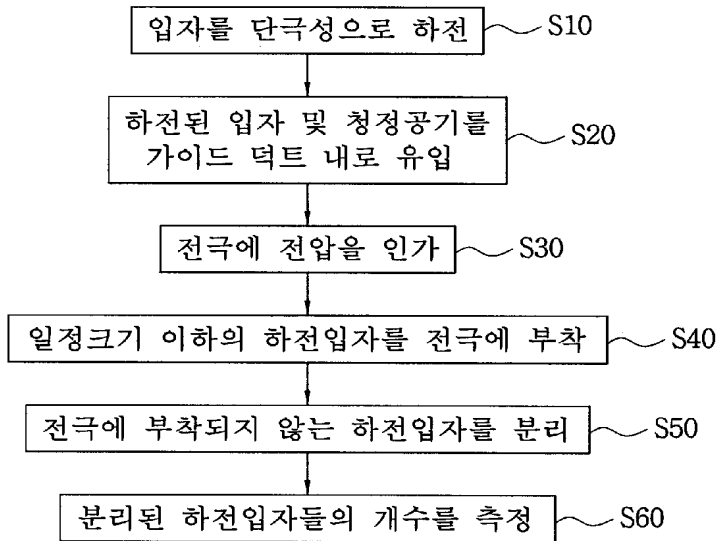 입자를 단극성으로 하전 S10
하전된 입자 및 청정공기를
가이드 덕트 내로 유입 S20
전극에 전압을 인가 S30
일정크기 이하의 하전입자를 전극에 부착 S40
전극에 부착되지 않는 하전입자를 분리 S50
분리된 하전입자들의 개수를 측정 S60